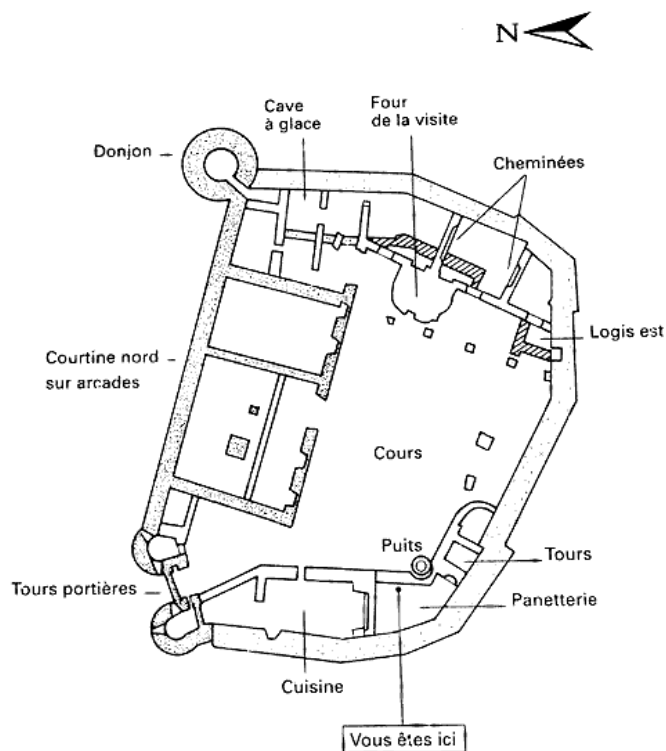 N
Cave
à glace
Four
de la visite
Donjon
Cheminées
Logis est
Courtine nord
sur arcades
Cours
Puits
Tours
Tours portières
Panetterie
Cuisine
Vous êtes ici